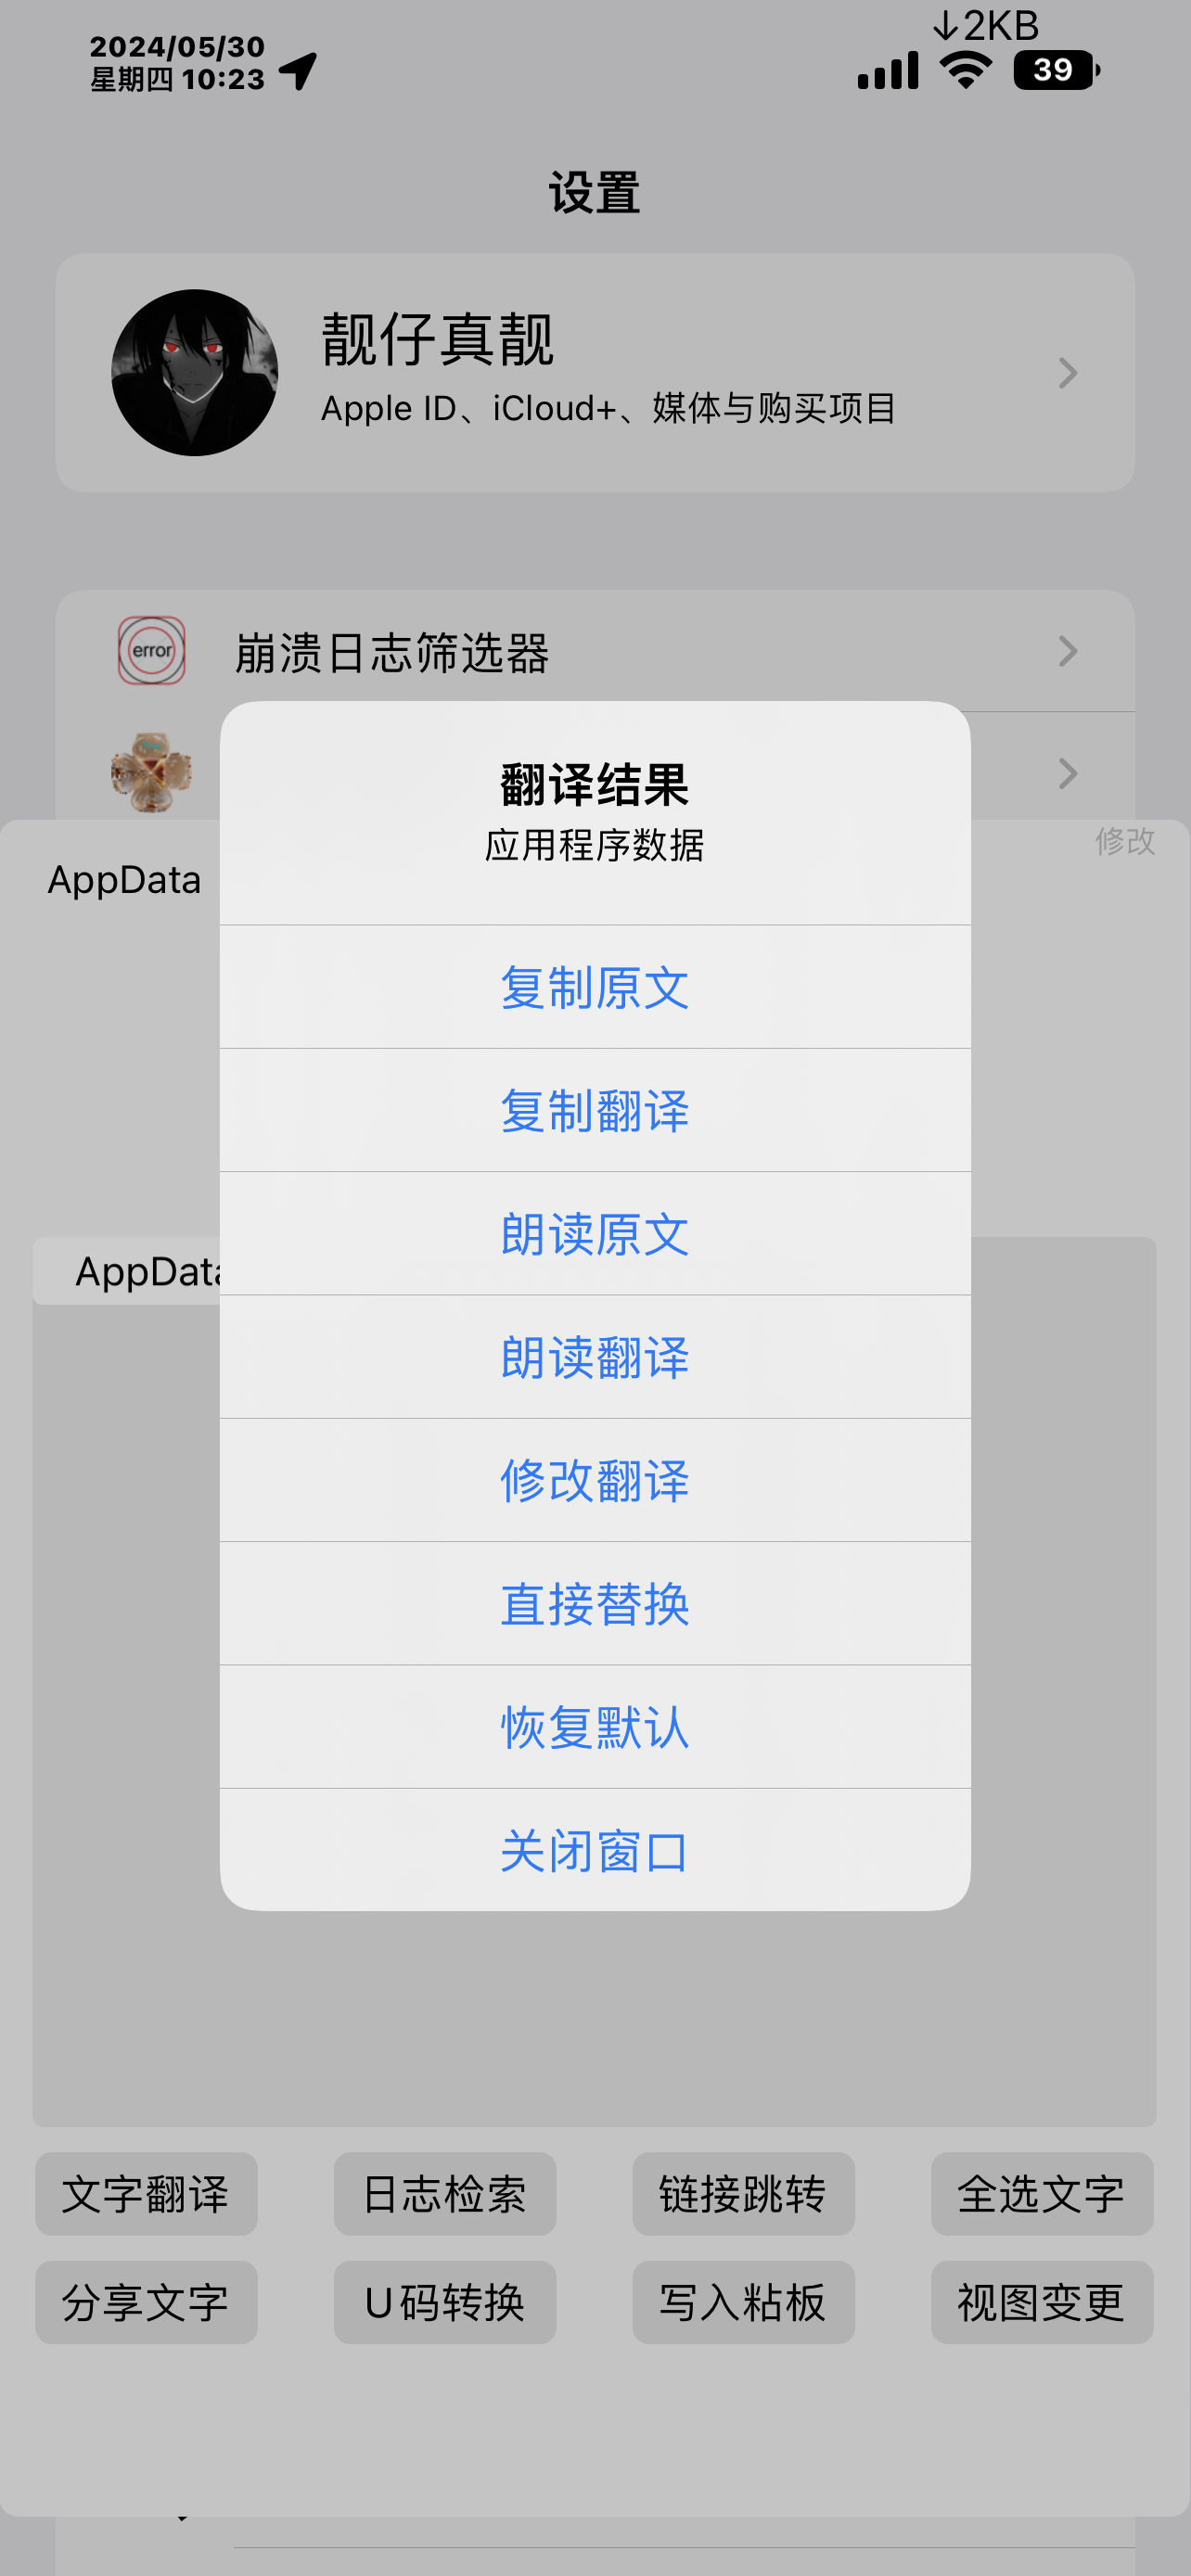 ↓2KB
2024/05/30
星期四 10:23
39
设置
靓仔真靓
Apple ID、iCloud+、媒体与购买项目
error
崩溃日志筛选器
翻译结果
应用程序数据
修改
AppData
复制原文
复制翻译
朗读原文
AppData
朗读翻译
修改翻译
直接替换
恢复默认
关闭窗口
文字翻译
日志检索
链接跳转
全选文字
分享文字
U码转换
写入粘板
视图变更